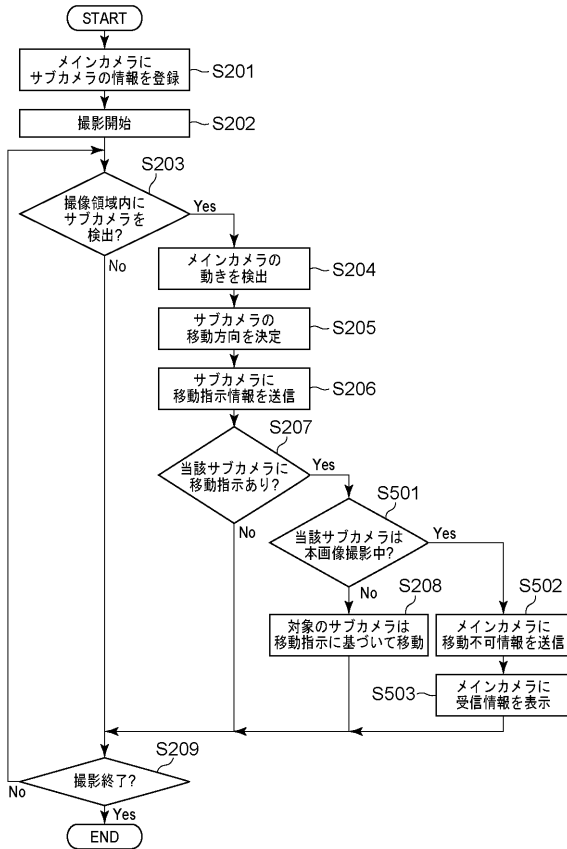 START
メインカメラに
サブカメラの情報を登録
S201
撮影開始
S202
S203
撮像領域内に
サブカメラを
検出?
Yes
No
メインカメラの
動きを検出
S204
サブカメラの
移動方向を決定
S205
サブカメラに
移動指示情報を送信
S206
S207
当該サブカメラに
移動指示あり?
Yes
No
S501
当該サブカメラは
本画像撮影中?
Yes
No
S208
対象のサブカメラは
移動指示に基づいて移動
S502
メインカメラに
移動不可情報を送信
S503
メインカメラに
受信情報を表示
S209
撮影終了?
No
Yes
END